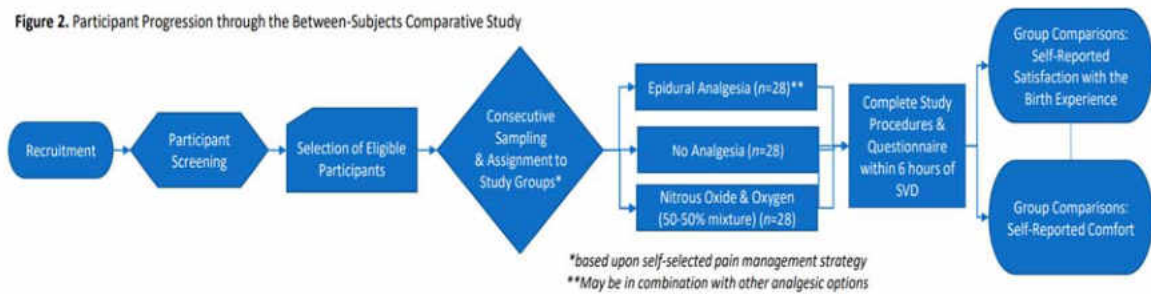 Figure 2. Participant Progression through the Between-Subjects Comparative Study
Recruitment
Participant
Screening
Selection of Eligible
Participants
Consecutive
Sampling
& Assignment to
Study Groups*
Epidural Analgesia (n=28)**
No Analgesia (n=28)
Nitrous Oxide & Oxygen
(50-50% mixture) (n=28)
Complete Study
Procedures &
Questionnaire
within 6 hours of
SVD
Group Comparisons:
Self-Reported
Satisfaction with the
Birth Experience
Group Comparisons:
Self-Reported Comfort
*based upon self-selected pain management strategy
**May be in combination with other analgesic options